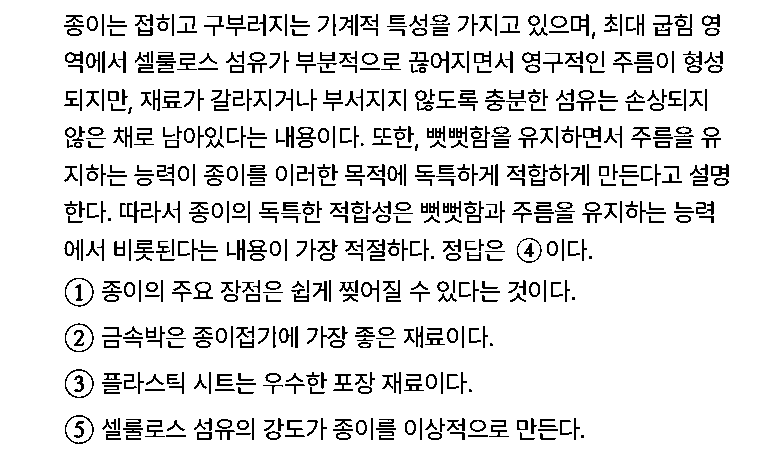 종이는 접히고 구부러지는 기계적 특성을 가지고 있으며, 최대 굽힘 영
역에서 셀룰로스 섬유가 부분적으로 끊어지면서 영구적인 주름이 형성
되지만, 재료가 갈라지거나 부서지지 않도록 충분한 섬유는 손상되지
않은 채로 남아있다는 내용이다. 또한, 뻣뻣함을 유지하면서 주름을 유
지하는 능력이 종이를 이러한 목적에 독특하게 적합하게 만든다고 설명
한다. 따라서 종이의 독특한 적합성은 뻣뻣함과 주름을 유지하는 능력
에서 비롯된다는 내용이 가장 적절하다. 정답은 ④이다.
① 종이의 주요 장점은 쉽게 찢어질 수 있다는 것이다.
② 금속박은 종이접기에 가장 좋은 재료이다.
③ 플라스틱 시트는 우수한 포장 재료이다.
⑤ 셀룰로스 섬유의 강도가 종이를 이상적으로 만든다.